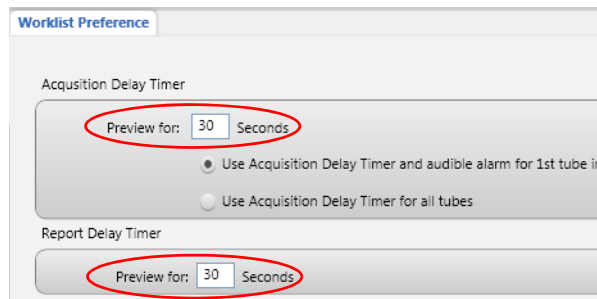 Worklist Preference
Acqusition Delay Timer
Preview for: 30 Seconds
Use Acquisition Delay Timer and audible alarm for 1st tube i
Use Acquisition Delay Timer for all tubes
Report Delay Timer
Preview for: 30 Seconds